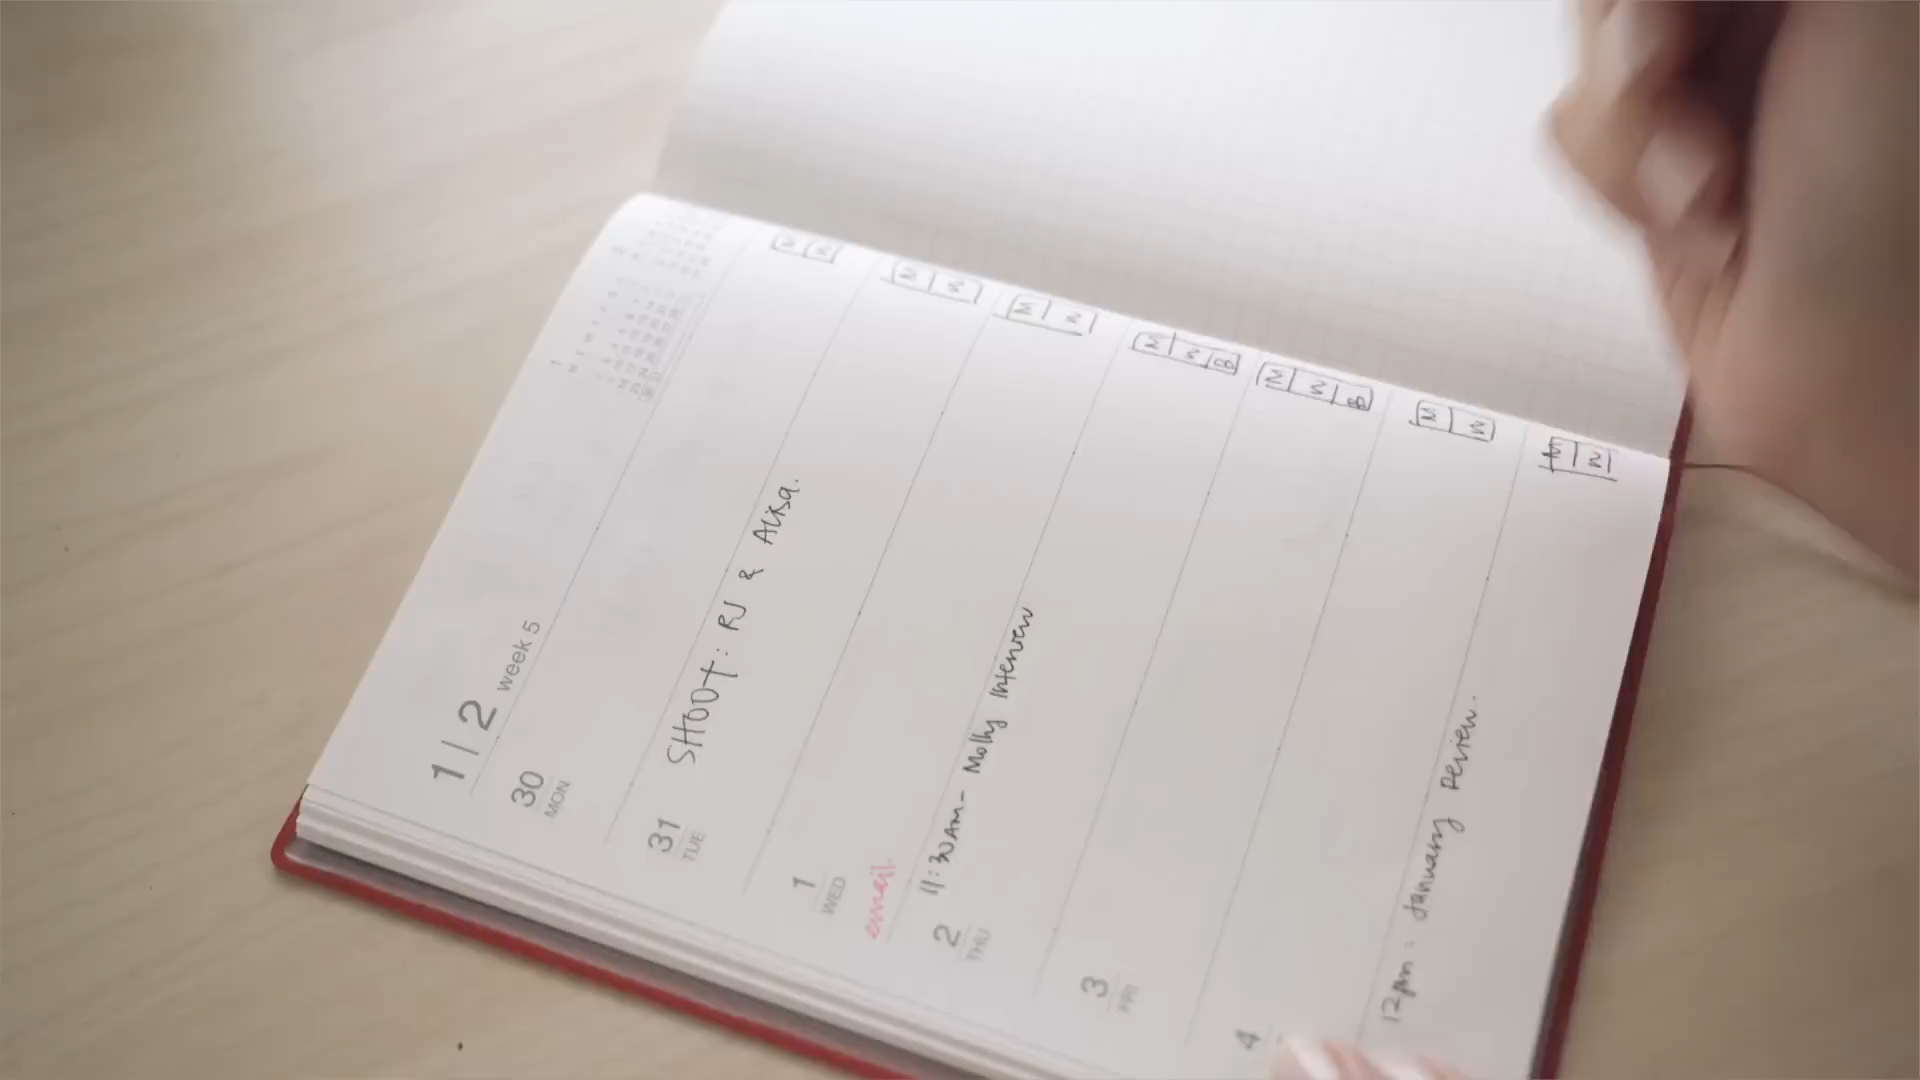 1 | 2 week 5
30
MON
M W
31
TUE
SHOOT: RJ & Alisa.
M W
1
WED
email.
M W
2
THU
11:30AM - Molly Interview
M W B
3
FRI
M W B
4
M W
12pm - January Review.
M W